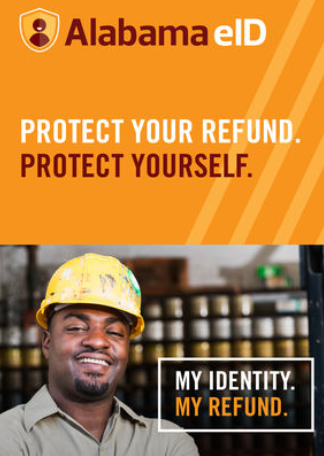 Alabama eID
PROTECT YOUR REFUND.
PROTECT YOURSELF.
MY IDENTITY.
MY REFUND.